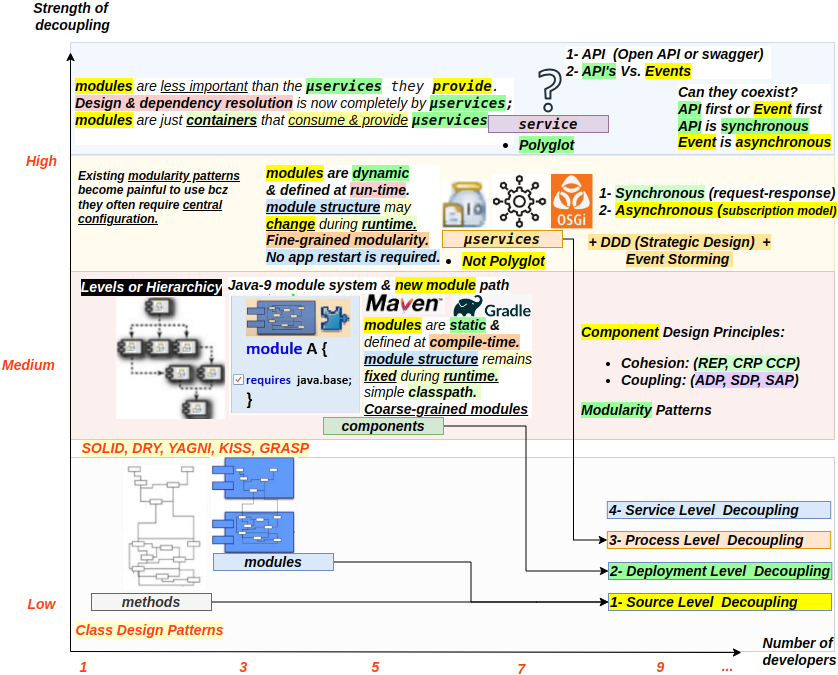 Strength of
decoupling
1- API (Open API or swagger)
2- API's Vs. Events
modules are less important than the µservices they provide.
Design & dependency resolution is now completely by µservices;
modules are just containers that consume & provide µservices
?
service
• Polyglot
Can they coexist?
API first or Event first
API is synchronous
Event is asynchronous
High
Existing modularity patterns
become painful to use bcz
they often require central
configuration.
modules are dynamic
& defined at run-time.
module structure may
change during runtime.
Fine-grained modularity.
No app restart is required.
OSGi
µservices
• Not Polyglot
1- Synchronous (request-response)
2- Asynchronous (subscription model)
+ DDD (Strategic Design) +
Event Storming
Levels or Hierarchicy
Java-9 module system & new module path
module A {
requires java.base;
}
Maven™
Gradle
modules are static &
defined at compile-time.
module structure remains
fixed during runtime.
simple classpath.
Coarse-grained modules
components
Component Design Principles:
• Cohesion: (REP, CRP CCP)
• Coupling: (ADP, SDP, SAP)
Modularity Patterns
Medium
SOLID, DRY, YAGNI, KISS, GRASP
4- Service Level Decoupling
3- Process Level Decoupling
modules
2- Deployment Level Decoupling
Low
methods
1- Source Level Decoupling
Class Design Patterns
Number of
developers
1 3 5 7 9 ...